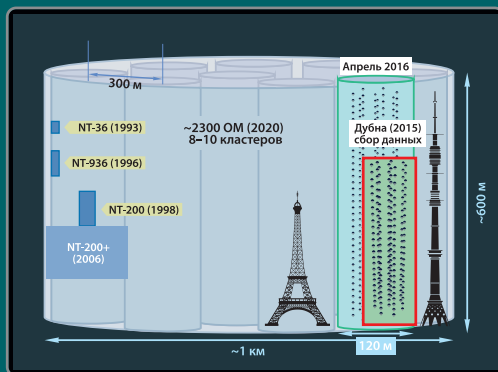 Апрель 2016
300 м
NT-36 (1993)
~2300 OM (2020)
8–10 кластеров
Дубна (2015)
сбор данных
NT-936 (1996)
NT-200 (1998)
NT-200+
(2006)
~600 м
120 м
~1 км